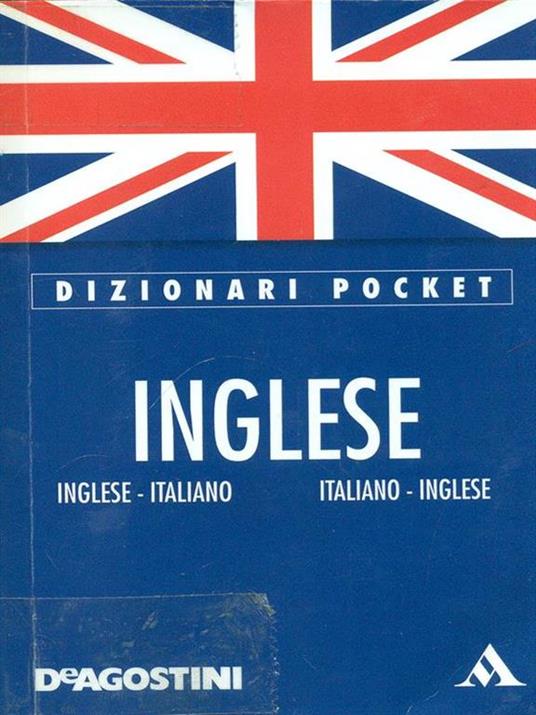 DIZIONARI POCKET
INGLESE
INGLESE - ITALIANO
ITALIANO - INGLESE
DeAGOSTINI